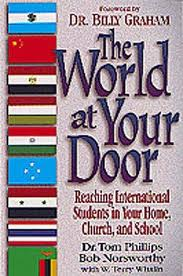 Foreword by
DR. BILLY GRAHAM
The
World
at Your
Door
Reaching International
Students in Your Home,
Church, and School
Dr. Tom Phillips
Bob Norsworthy
with W. Terry Whalin